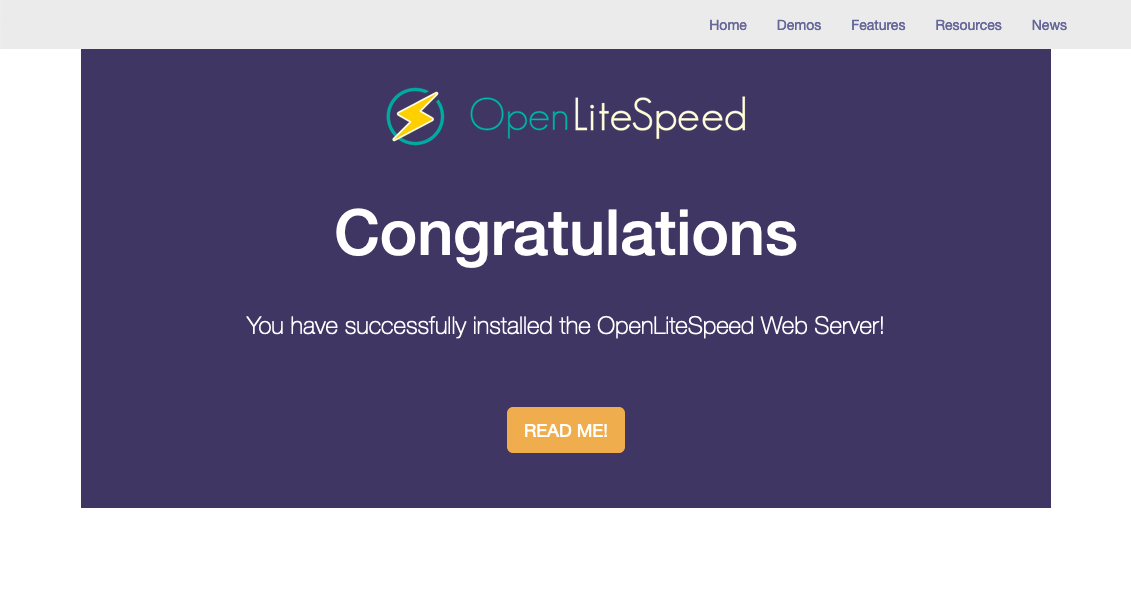 Home Demos Features Resources News
OpenLiteSpeed
Congratulations
You have successfully installed the OpenLiteSpeed Web Server!
READ ME!